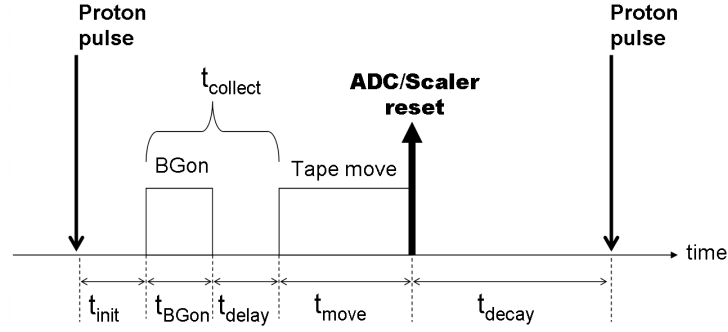 Proton
pulse
Proton
pulse
t_collect
ADC/Scaler
reset
BGon
Tape move
time
t_init
t_BGon
t_delay
t_move
t_decay